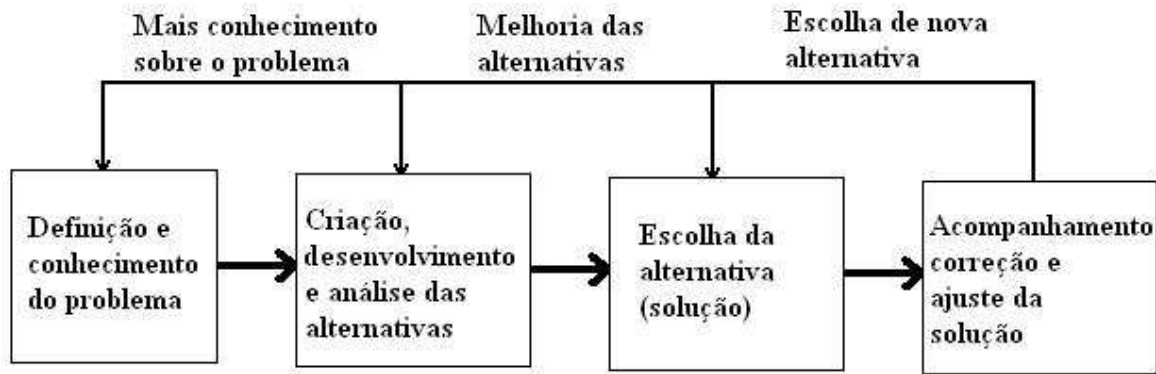 Mais conhecimento
sobre o problema
Melhoria das
alternativas
Escolha de nova
alternativa
Definição e
conhecimento
do problema
Criação,
desenvolvimento
e análise das
alternativas
Escolha da
alternativa
(solução)
Acompanhamento
correção e
ajuste da
solução